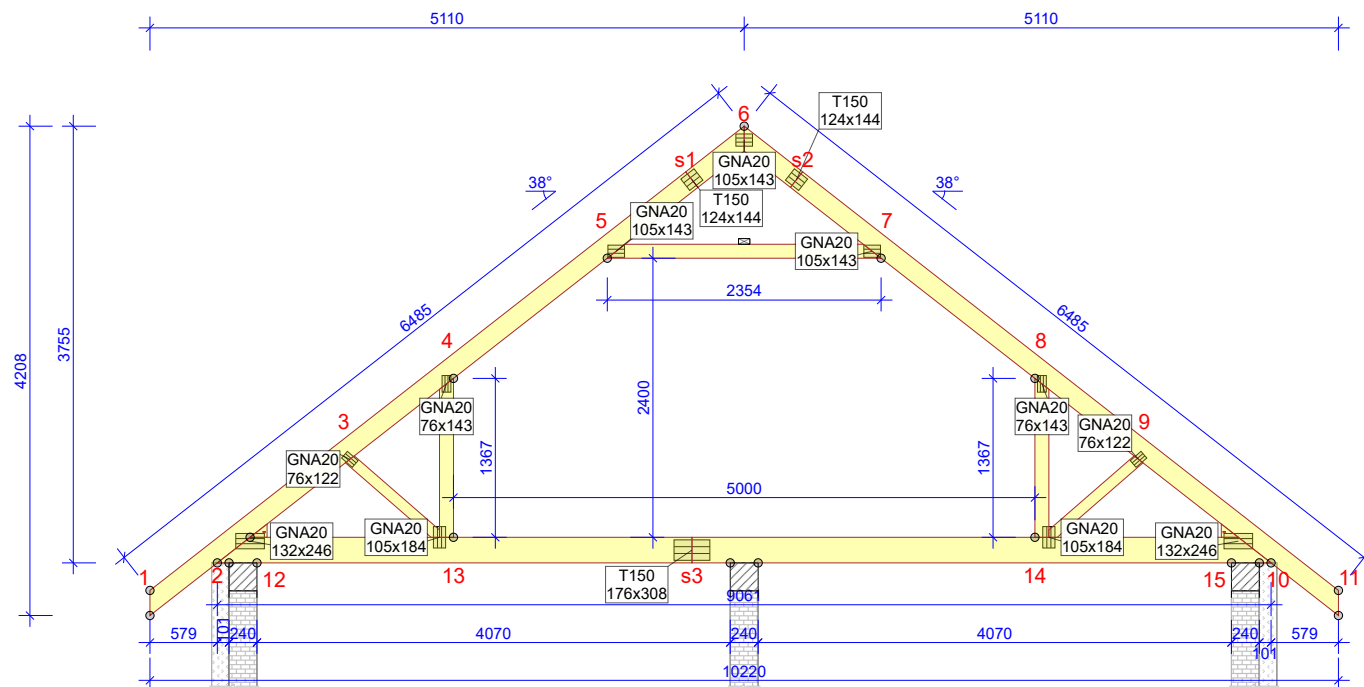 5110
5110
6
T150
124x144
s1
s2
GNA20
105x143
38°
38°
T150
124x144
5
GNA20
105x143
7
GNA20
105x143
2354
6485
6485
4208
3755
4
8
2400
3
GNA20
76x143
GNA20
76x143
9
GNA20
76x122
GNA20
76x122
1367
1367
5000
GNA20
132x246
GNA20
105x184
GNA20
105x184
GNA20
132x246
1
2
12
13
T150
176x308
s3
14
15
10
11
9061
579
101
240
4070
240
4070
240
101
579
10220